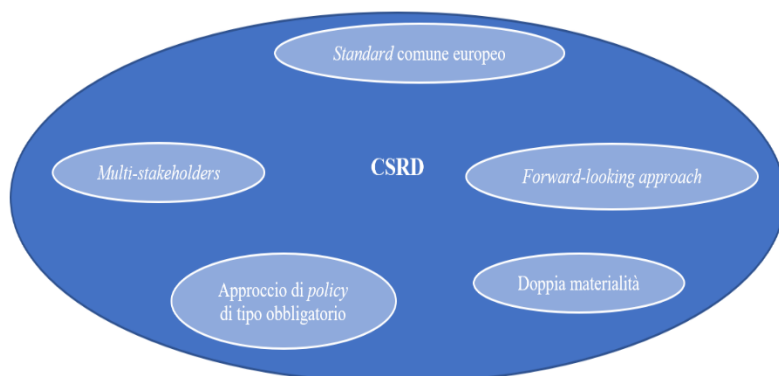 Standard comune europeo
Multi-stakeholders
CSRD
Forward-looking approach
Approccio di policy
di tipo obbligatorio
Doppia materialità